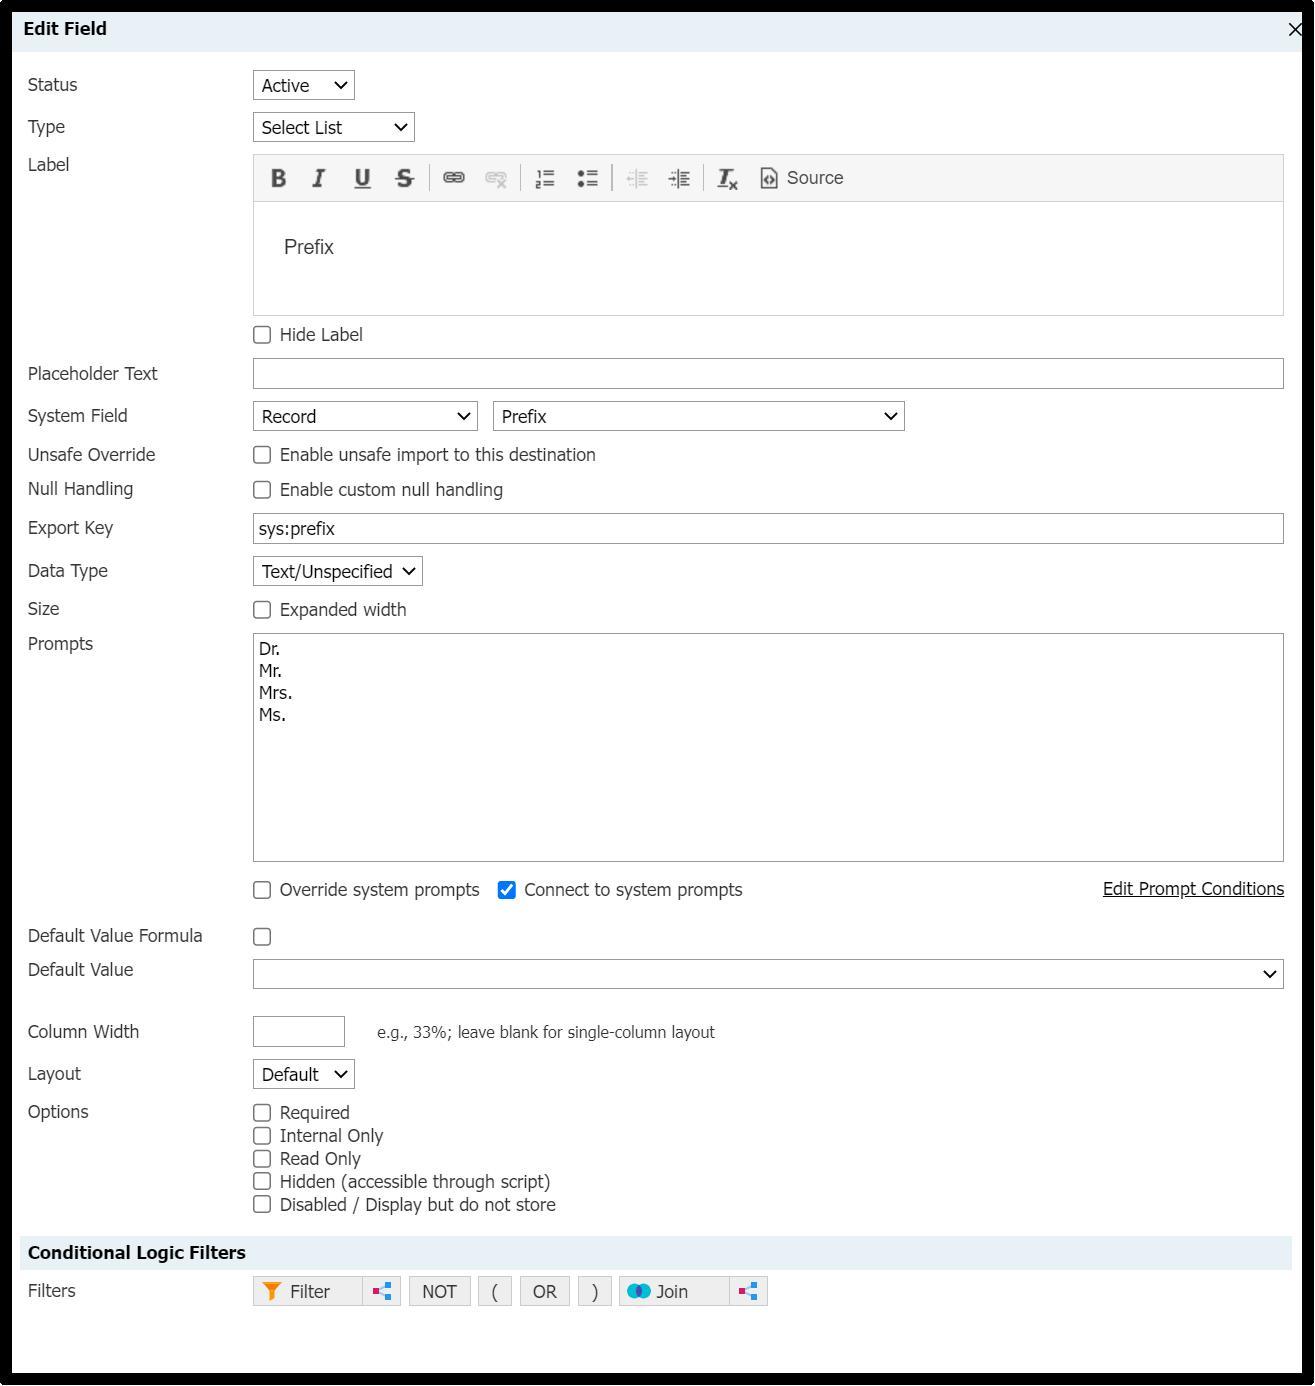 Edit Field
Status
Active
Type
Select List
Label
B I U S Source
Prefix
Hide Label
Placeholder Text
System Field
Record Prefix
Unsafe Override
Enable unsafe import to this destination
Null Handling
Enable custom null handling
Export Key
sys:prefix
Data Type
Text/Unspecified
Size
Expanded width
Prompts
Dr.
Mr.
Mrs.
Ms.
Override system prompts Connect to system prompts Edit Prompt Conditions
Default Value Formula
Default Value
Column Width
e.g., 33%; leave blank for single-column layout
Layout
Default
Options
Required
Internal Only
Read Only
Hidden (accessible through script)
Disabled / Display but do not store
Conditional Logic Filters
Filters
Filter NOT ( OR ) Join